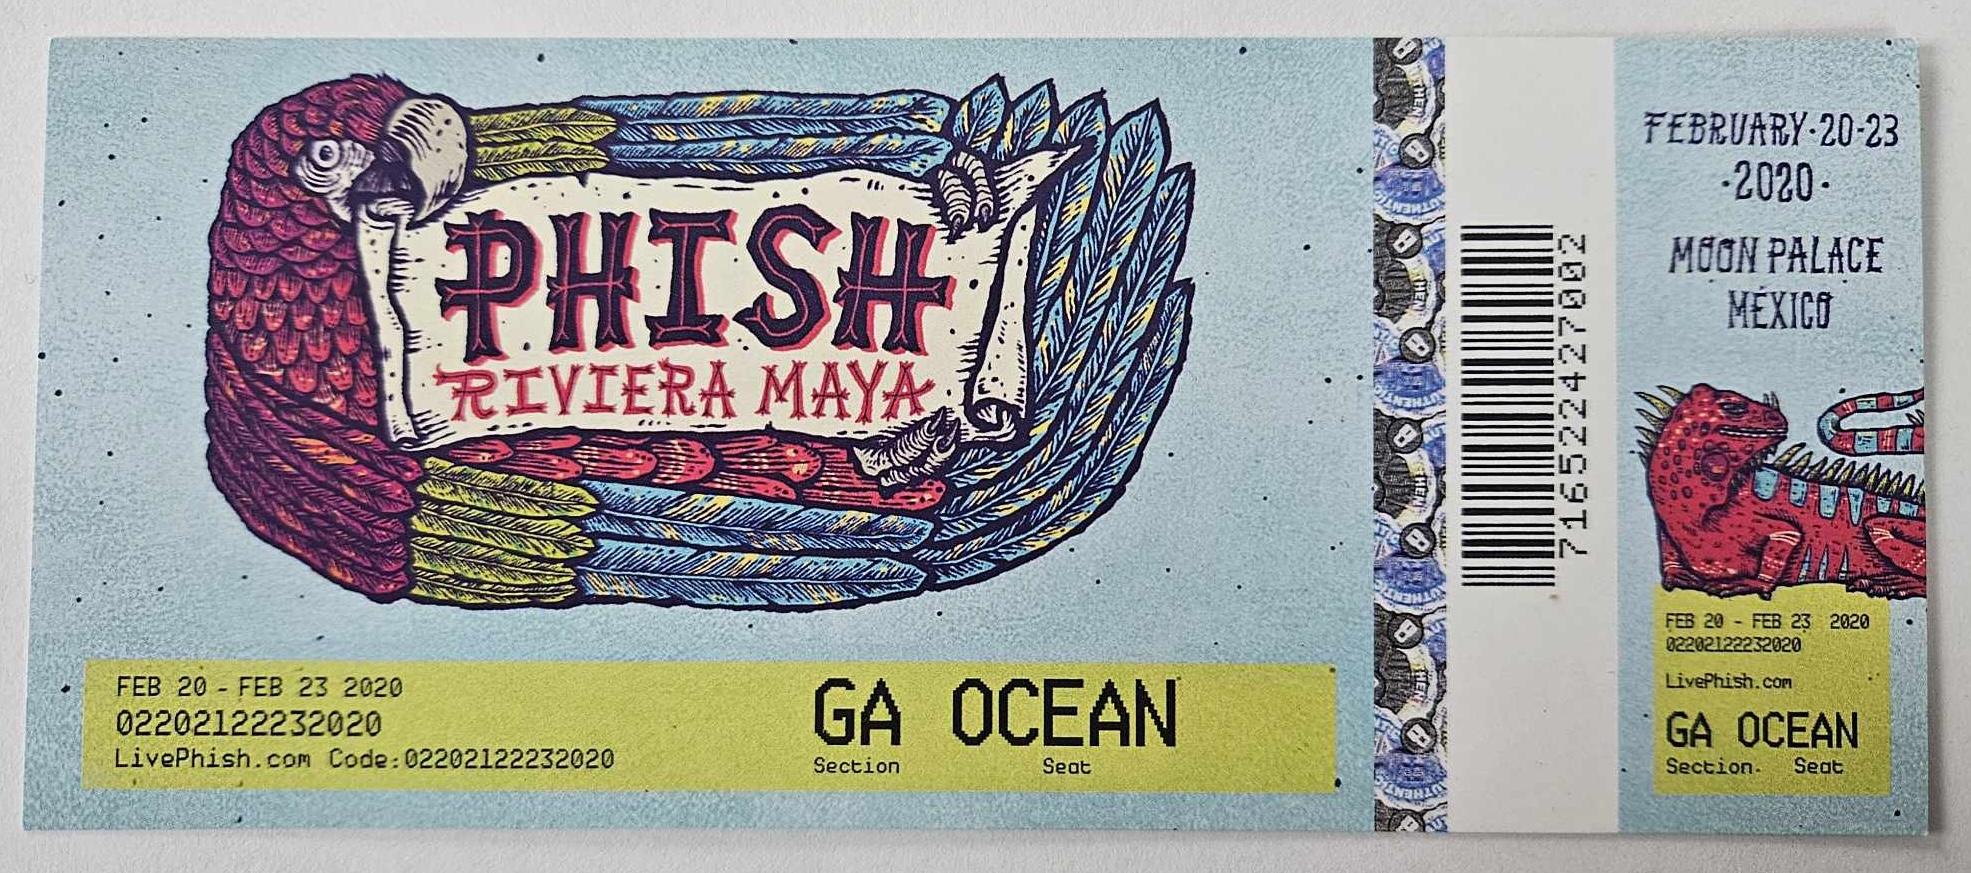 PHISH
RIVIERA MAYA
FEB 20 - FEB 23 2020
02202122232020
LivePhish.com Code:02202122232020
GA OCEAN
Section Seat
716522427002
FEBRUARY·20-23
·2020·
MOON PALACE
MÉXICO
FEB 20 - FEB 23 2020
02202122232020
LivePhish.com
GA OCEAN
Section Seat